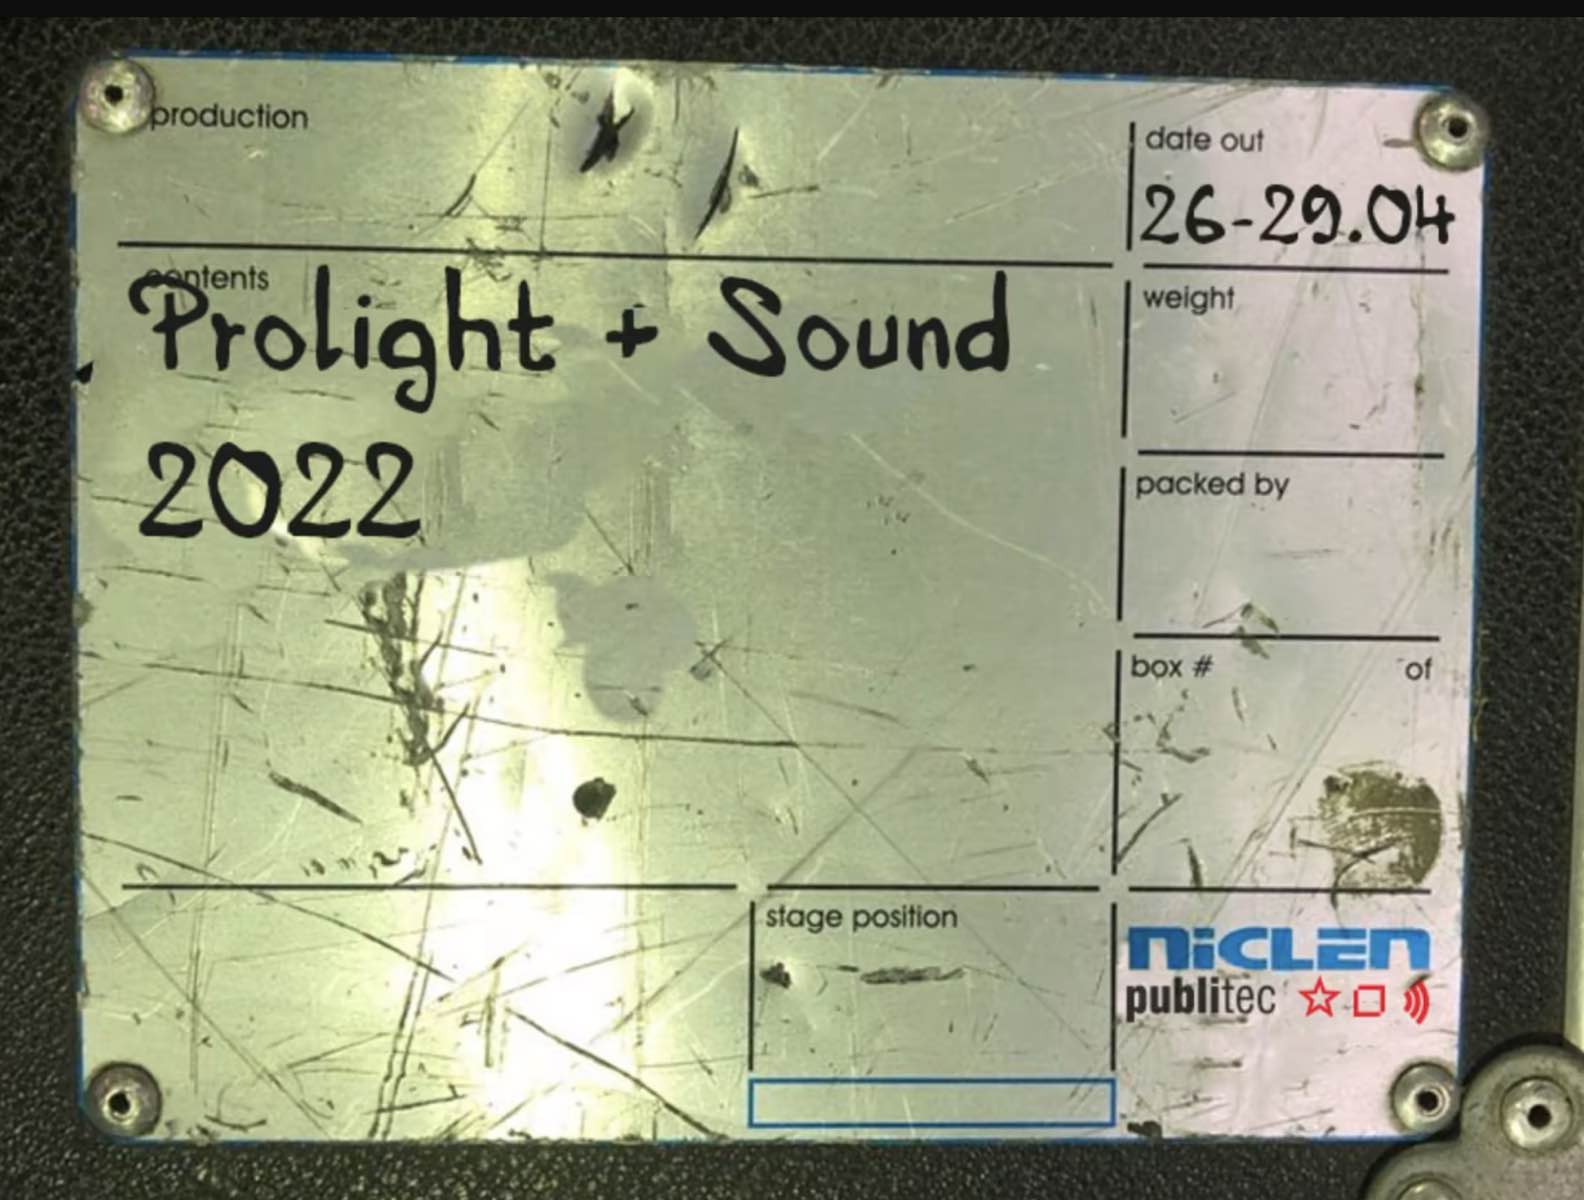 production
date out
26-29.04
contents
Prolight + Sound
2022
weight
packed by
box # of
stage position
NICLEN
publitec